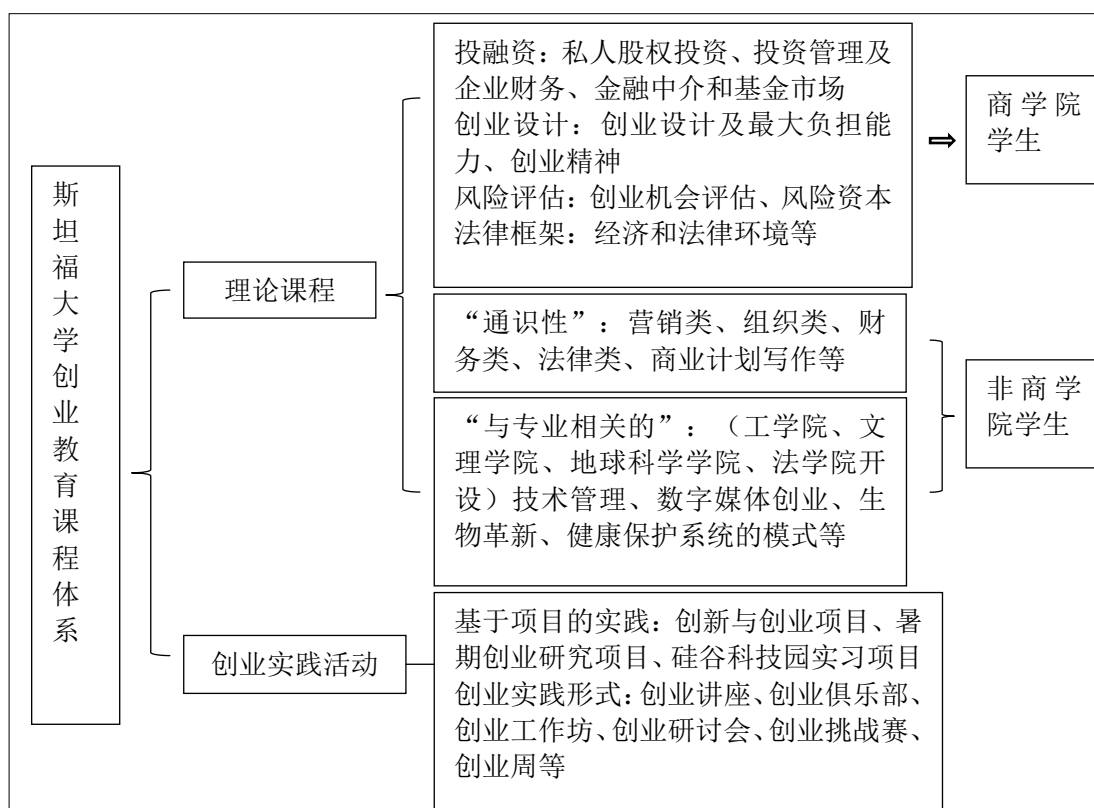 斯坦福大学创业教育课程体系
理论课程
投融资：私人股权投资、投资管理及
企业财务、金融中介和基金市场
创业设计：创业设计及最大负担能
力、创业精神
风险评估：创业机会评估、风险资本
法律框架：经济和法律环境等
商学院
学生
“通识性”：营销类、组织类、财
务类、法律类、商业计划写作等
“与专业相关的”：（工学院、文
理学院、地球科学学院、法学院开
设）技术管理、数字媒体创业、生
物革新、健康保护系统的模式等
非商学
院学生
创业实践活动
基于项目的实践：创新与创业项目、暑
期创业研究项目、硅谷科技园实习项目
创业实践形式：创业讲座、创业俱乐部、
创业工作坊、创业研讨会、创业挑战赛、
创业周等